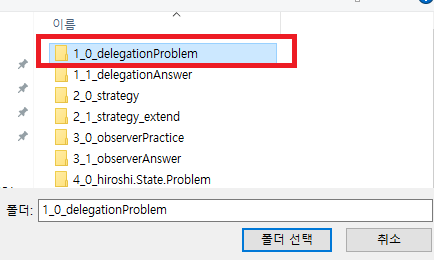 이름
1_0_delegationProblem
1_1_delegationAnswer
2_0_strategy
2_1_strategy_extend
3_0_observerPractice
3_1_observerAnswer
4_0_hiroshi.State.Problem
폴더: 1_0_delegationProblem
폴더 선택 취소